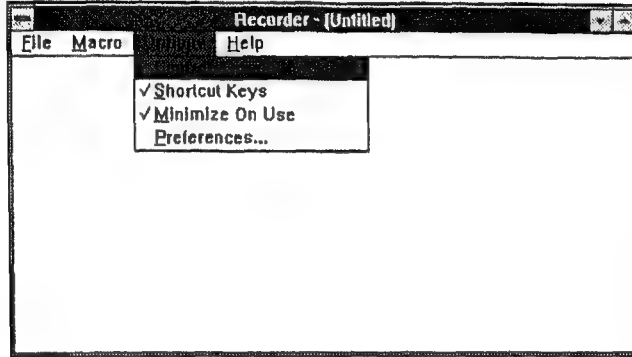 Recorder - (Untitled)
File Macro Help
✓Shortcut Keys
✓Minimize On Use
Preferences...